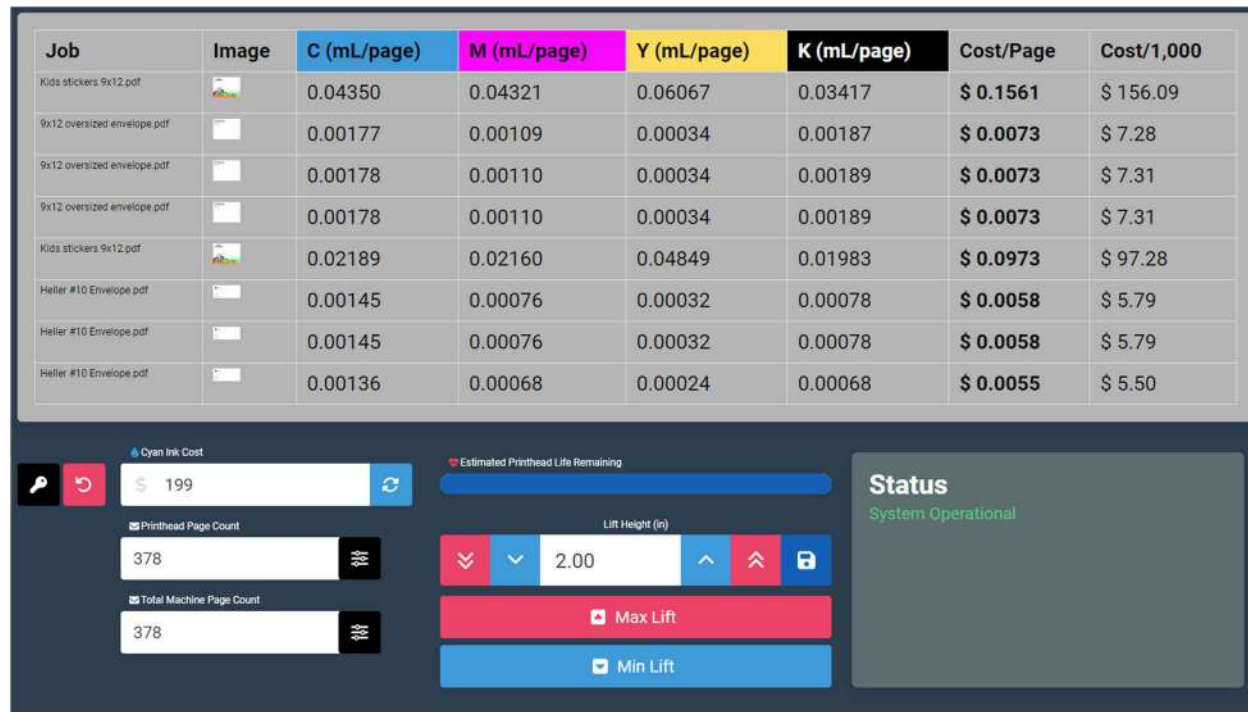 Job Image C (mL/page) M (mL/page) Y (mL/page) K (mL/page) Cost/Page Cost/1,000
Kids stickers 9x12.pdf 0.04350 0.04321 0.06067 0.03417 $ 0.1561 $ 156.09
9x12 oversized envelope.pdf 0.00177 0.00109 0.00034 0.00187 $ 0.0073 $ 7.28
9x12 oversized envelope.pdf 0.00178 0.00110 0.00034 0.00189 $ 0.0073 $ 7.31
9x12 oversized envelope.pdf 0.00178 0.00110 0.00034 0.00189 $ 0.0073 $ 7.31
Kids stickers 9x12.pdf 0.02189 0.02160 0.04849 0.01983 $ 0.0973 $ 97.28
Heller #10 Envelope.pdf 0.00145 0.00076 0.00032 0.00078 $ 0.0058 $ 5.79
Heller #10 Envelope.pdf 0.00145 0.00076 0.00032 0.00078 $ 0.0058 $ 5.79
Heller #10 Envelope.pdf 0.00136 0.00068 0.00024 0.00068 $ 0.0055 $ 5.50
Cyan Ink Cost
$ 199
Printhead Page Count
378
Total Machine Page Count
378
Estimated Printhead Life Remaining
Lift Height (in)
2.00
Max Lift
Min Lift
Status
System Operational